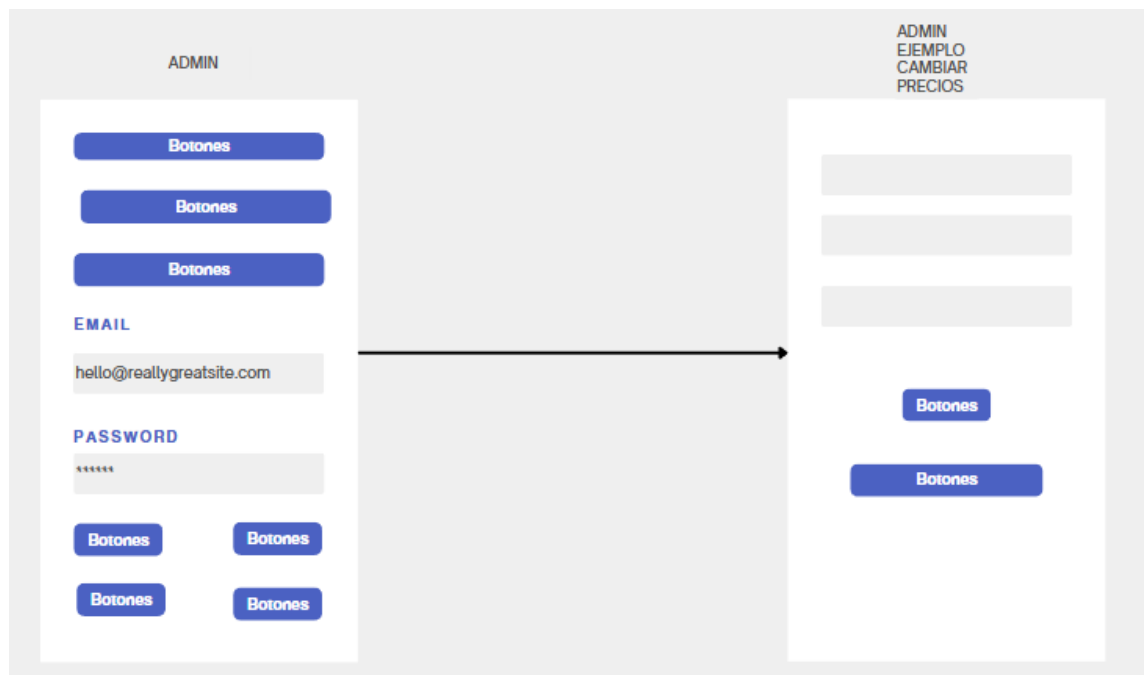 ADMIN
Botones
Botones
Botones
EMAIL
hello@reallygreatsite.com
PASSWORD
******
Botones
Botones
Botones
Botones
ADMIN
EJEMPLO
CAMBIAR
PRECIOS
Botones
Botones